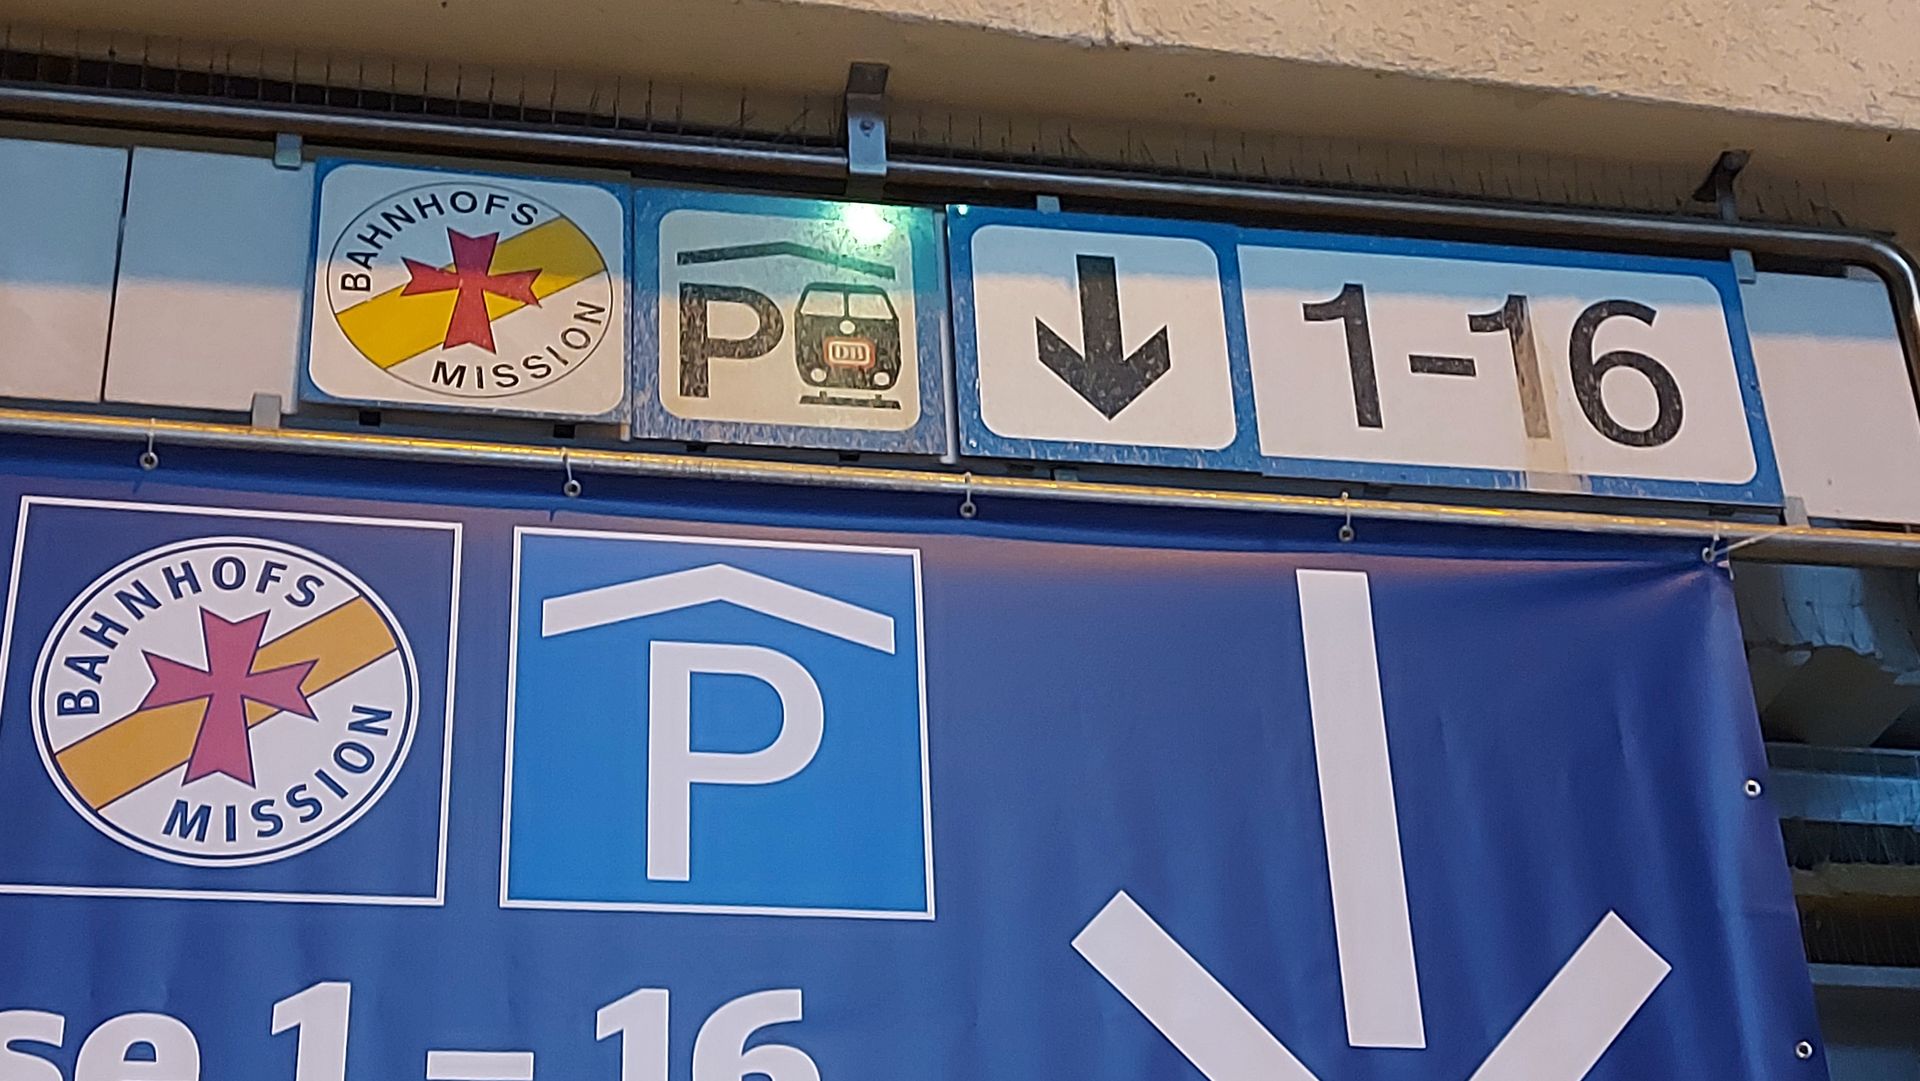 BAHNHOFS
MISSION
P DB
1-16
BAHNHOFS
MISSION
P
se 1 – 16